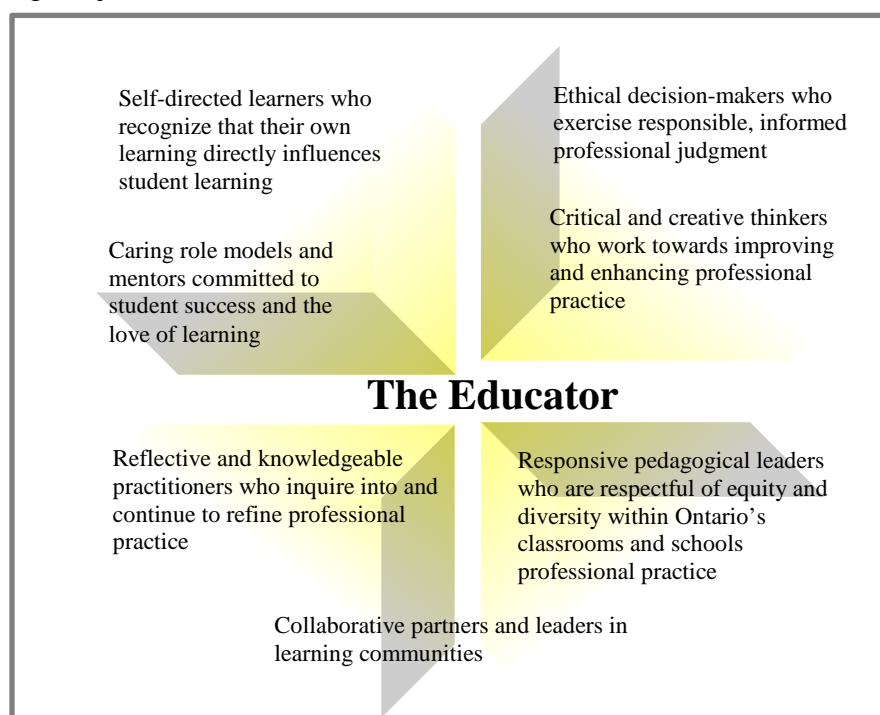 Self-directed learners who
recognize that their own
learning directly influences
student learning
Ethical decision-makers who
exercise responsible, informed
professional judgment
Caring role models and
mentors committed to
student success and the
love of learning
Critical and creative thinkers
who work towards improving
and enhancing professional
practice
The Educator
Reflective and knowledgeable
practitioners who inquire into and
continue to refine professional
practice
Responsive pedagogical leaders
who are respectful of equity and
diversity within Ontario’s
classrooms and schools
professional practice
Collaborative partners and leaders in
learning communities